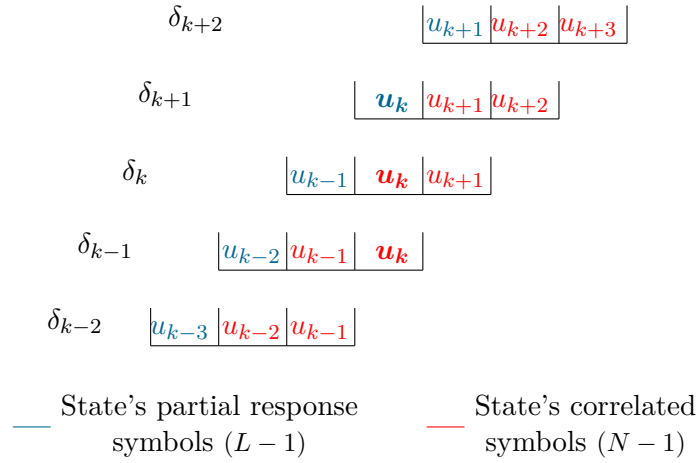 δ_{k+2} u_{k+1} u_{k+2} u_{k+3}
δ_{k+1} u_k u_{k+1} u_{k+2}
δ_k u_{k−1} u_k u_{k+1}
δ_{k−1} u_{k−2} u_{k−1} u_k
δ_{k−2} u_{k−3} u_{k−2} u_{k−1}
State's partial response
symbols (L − 1)
State's correlated
symbols (N − 1)